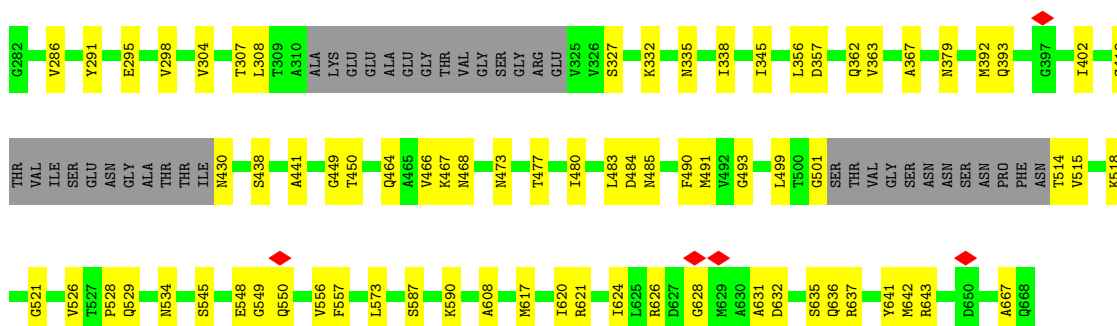 G282 V286 Y291 E295 V298 V304 T307 L308 T309 A310 ALA LYS GLU GLU ALA GLU GLY THR VAL GLY SER GLY ARG GLU V325 V326 S327 K332 N335 I338 I345 L356 D357 Q362 V363 A367 N379 M392 Q393 G397 I402
THR VAL ILE SER GLU ASN GLY ALA THR THR ILE N430 S438 A441 G449 T450 Q464 A465 V466 K467 N468 N473 T477 I480 L483 D484 N485 F490 M491 V492 G493 L499 T500 G501 SER THR VAL GLY SER ASN ASN SER ASN PRO PHE ASN T514 V515 K518
G521 V526 T527 P528 Q529 N534 S545 E548 G549 Q550 V556 F557 L573 S587 K590 A608 M617 I620 R621 I624 L625 R626 D627 G628 M629 A630 A631 D632 S635 Q636 R637 Y641 M642 R643 D650 A667 Q668